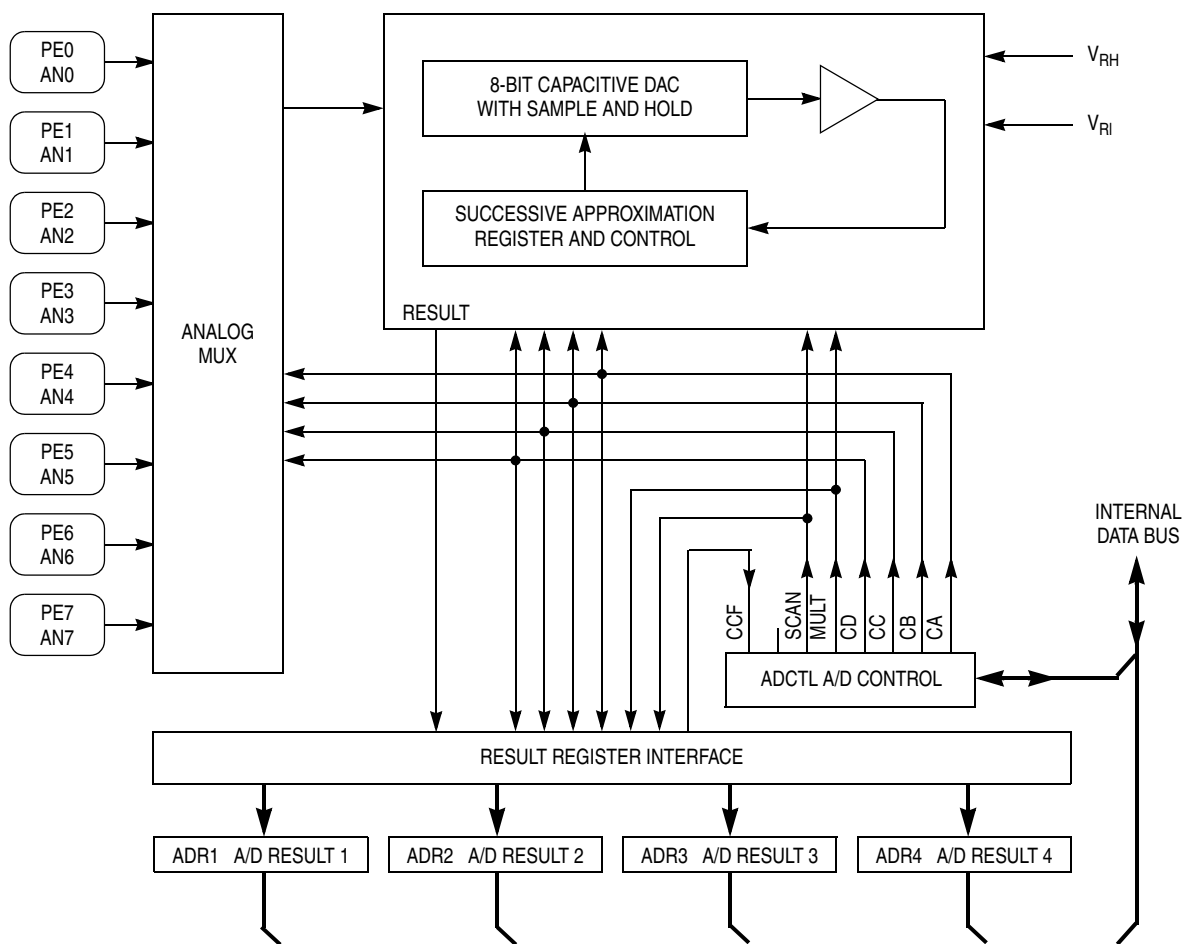 PE0
AN0
PE1
AN1
PE2
AN2
PE3
AN3
PE4
AN4
PE5
AN5
PE6
AN6
PE7
AN7
ANALOG
MUX
8-BIT CAPACITIVE DAC
WITH SAMPLE AND HOLD
SUCCESSIVE APPROXIMATION
REGISTER AND CONTROL
RESULT
VRH
VRI
INTERNAL
DATA BUS
CCF
SCAN
MULT
CD
CC
CB
CA
ADCTL A/D CONTROL
RESULT REGISTER INTERFACE
ADR1 A/D RESULT 1
ADR2 A/D RESULT 2
ADR3 A/D RESULT 3
ADR4 A/D RESULT 4